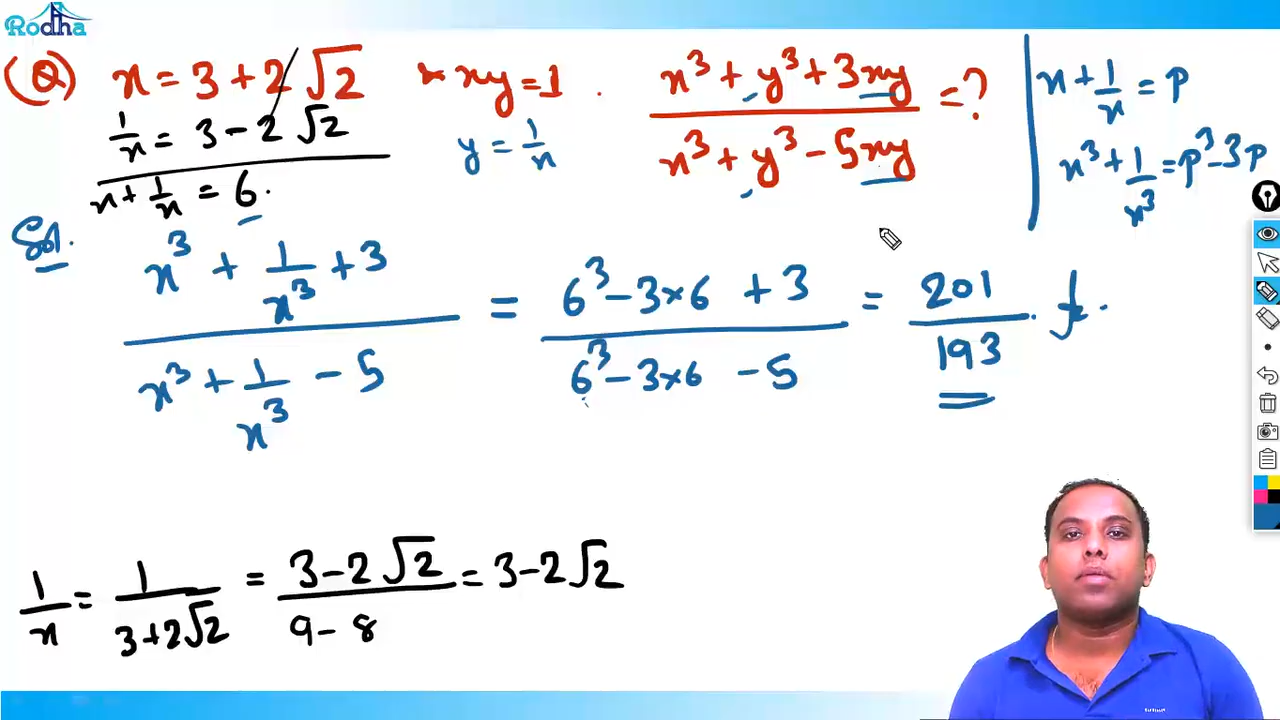 Rodha
(Q) x = 3 + 2√2 & xy = 1 . (x³ + y³ + 3xy) / (x³ + y³ - 5xy) = ?
1/x = 3 - 2√2
x + 1/x = 6.
y = 1/x
x + 1/x = p
x³ + 1/x³ = p³ - 3p
Sol.
(x³ + 1/x³ + 3) / (x³ + 1/x³ - 5) = (6³ - 3×6 + 3) / (6³ - 3×6 - 5) = 201/193 .
1/x = 1/(3+2√2) = (3 - 2√2)/(9 - 8) = 3 - 2√2